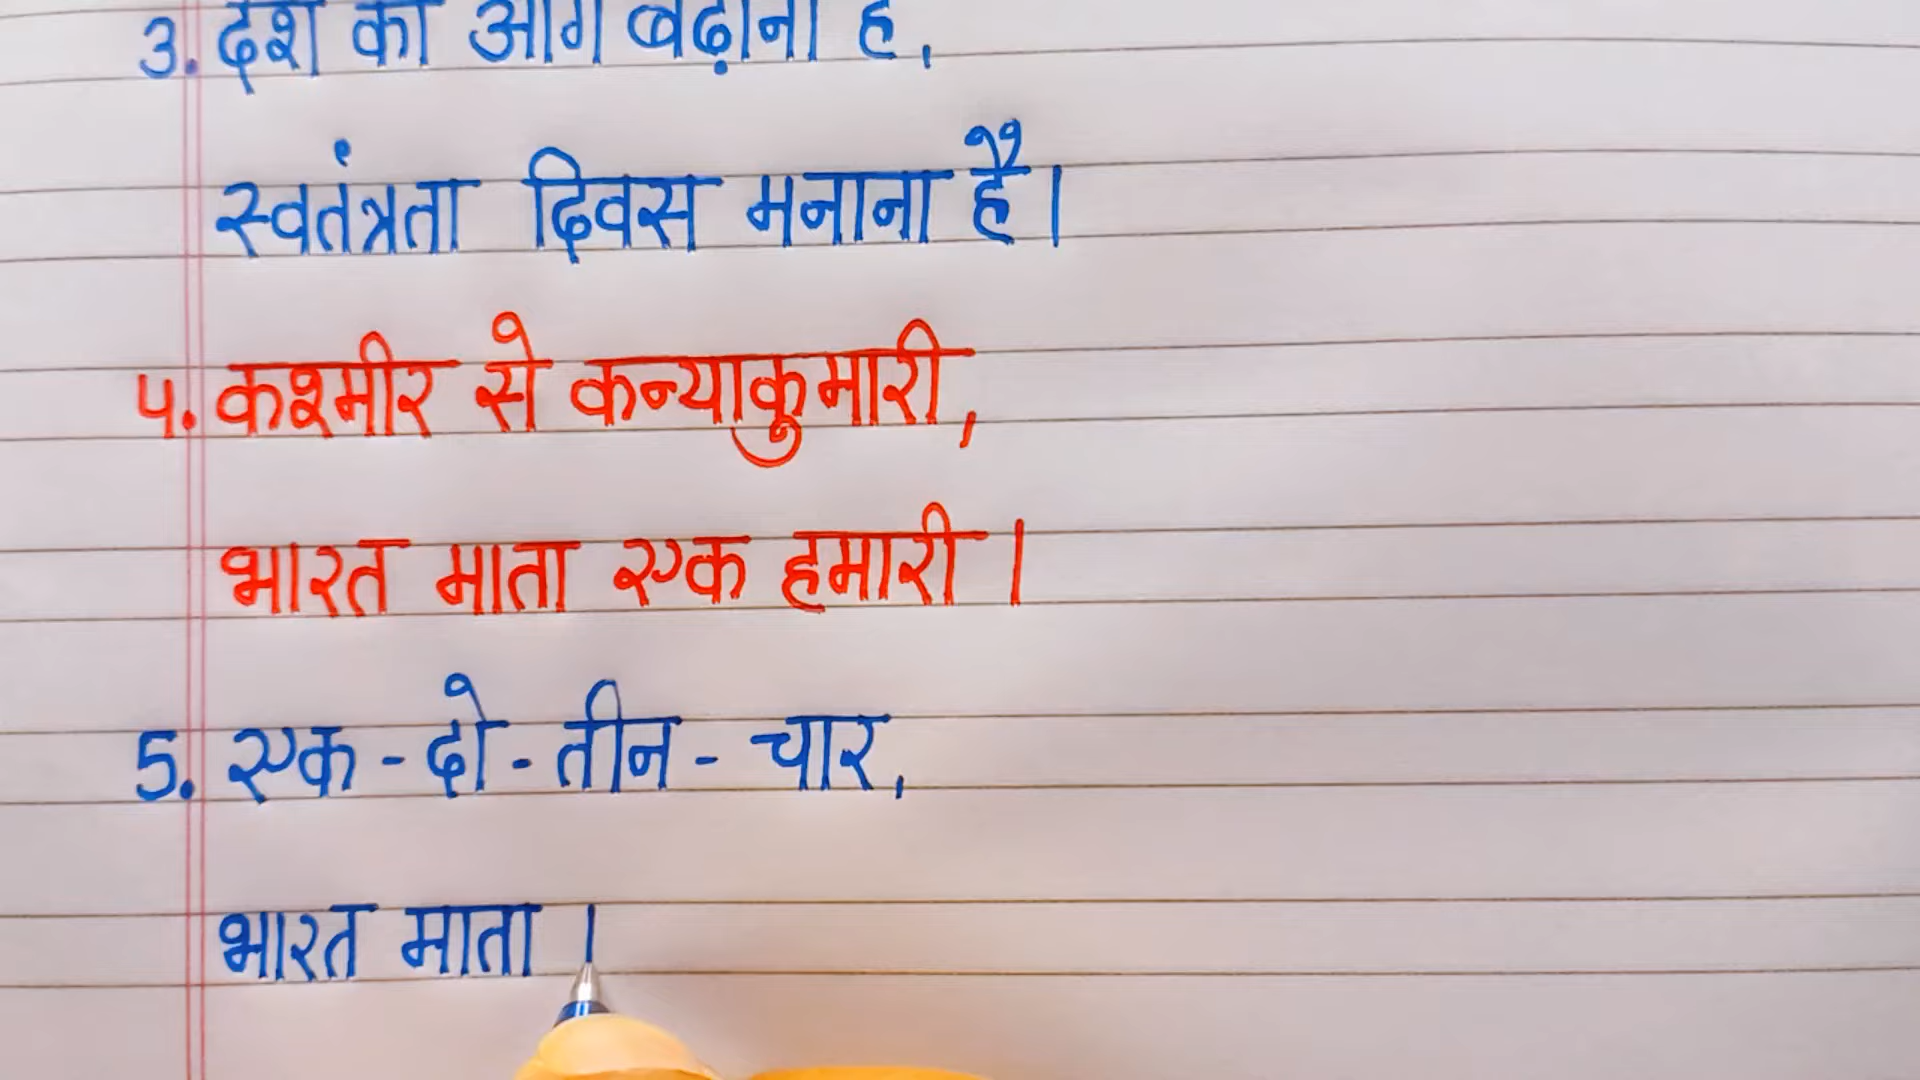 3. देश को आगे बढ़ाना है,
स्वतंत्रता दिवस मनाना है।
4. कश्मीर से कन्याकुमारी,
भारत माता एक हमारी।
5. एक - दो - तीन - चार,
भारत माता